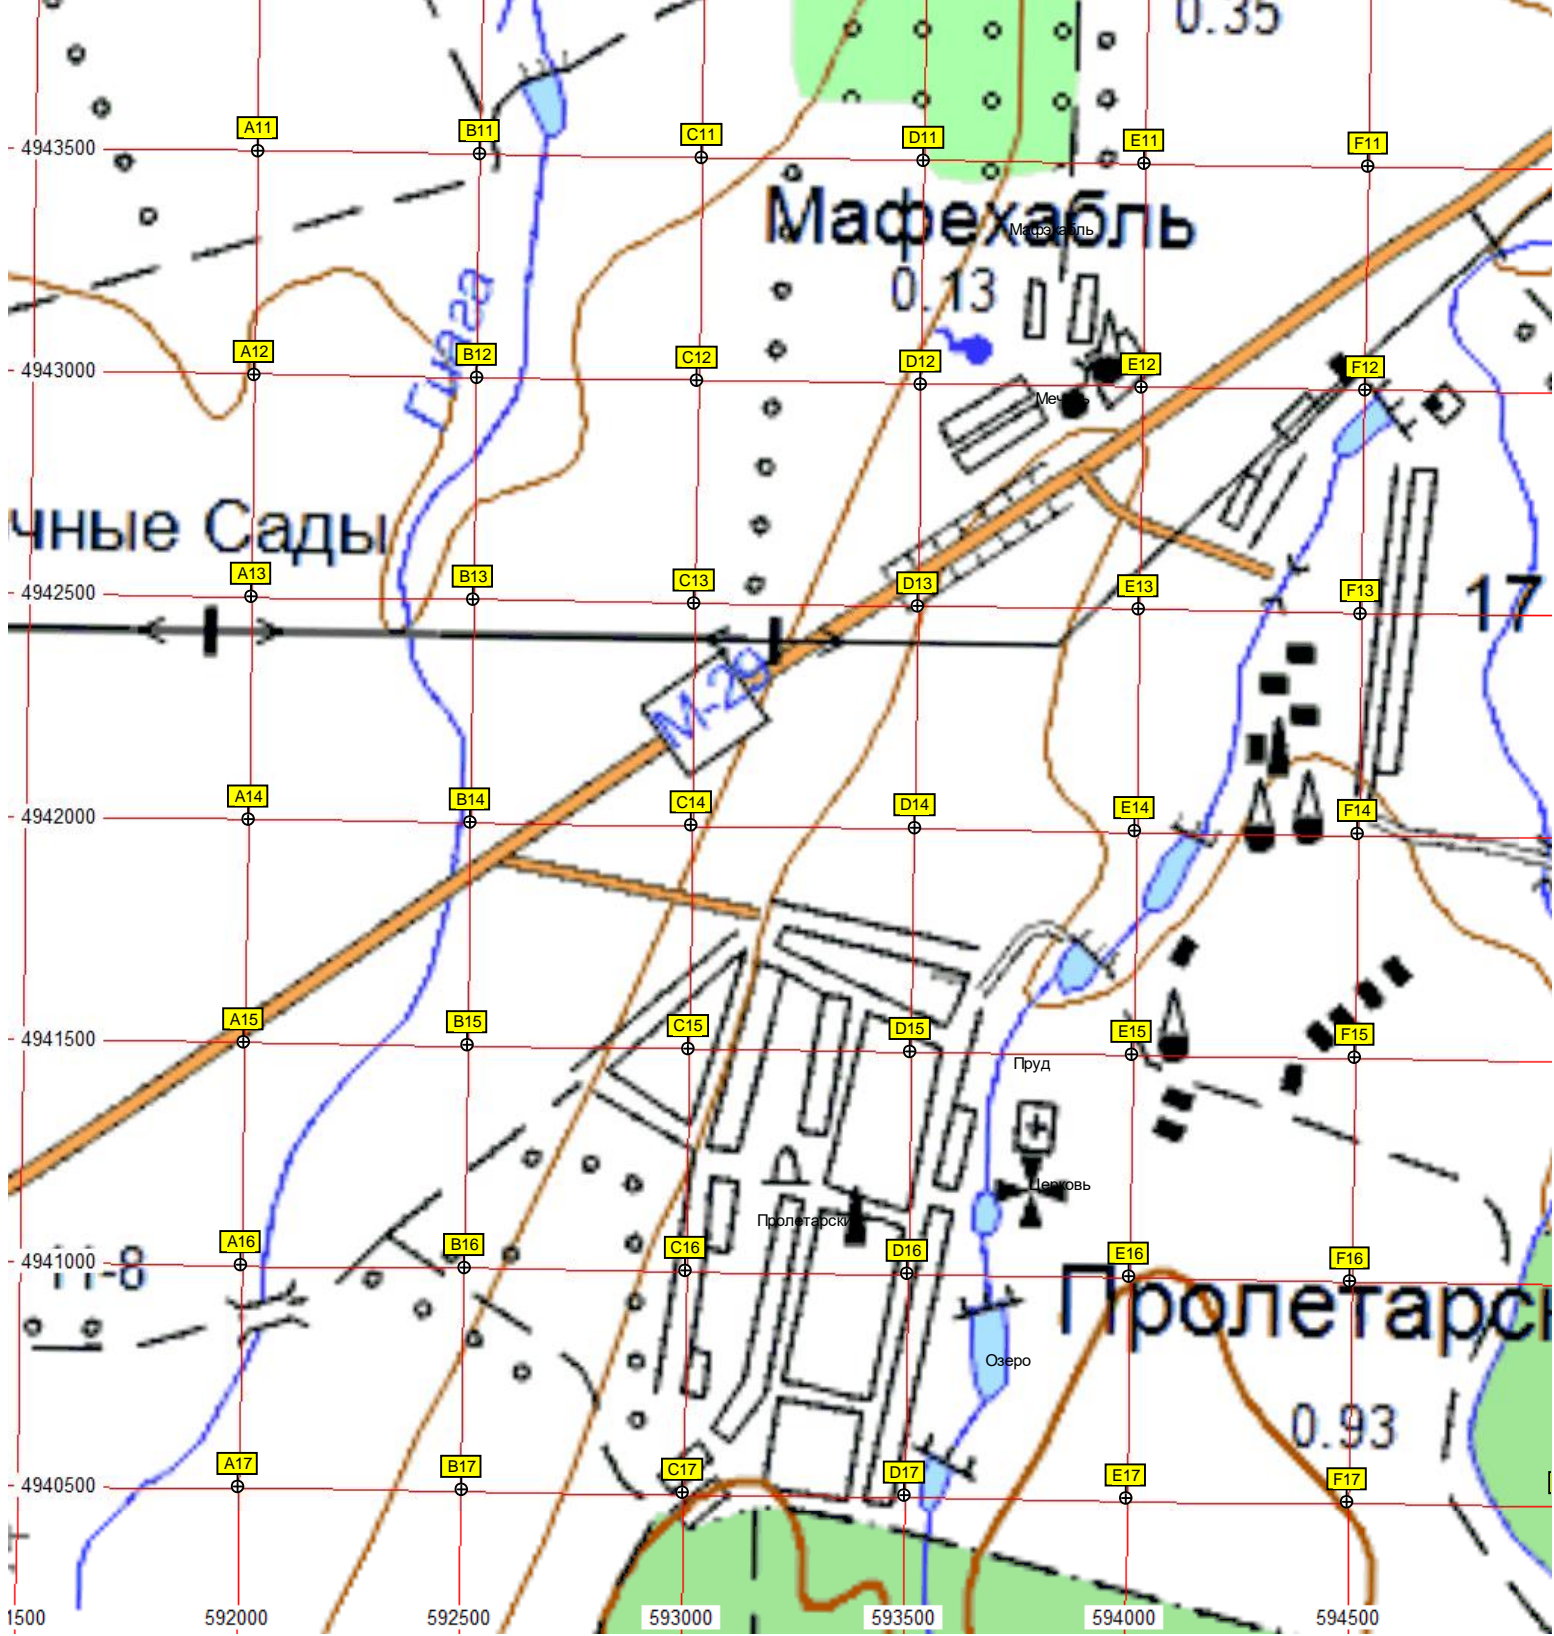 0.35
A11 B11 C11 D11 E11 F11
4943500
Мафехабль
Мафэхабль
0.13
Гиага
A12 B12 C12 D12 E12 F12
4943000
Мечеть
чные Сады
A13 B13 C13 D13 E13 F13
4942500
17
М-29
A14 B14 C14 D14 E14 F14
4942000
A15 B15 C15 D15 E15 F15
4941500
Пруд
Церковь
Пролетарский
A16 B16 C16 D16 E16 F16
4941000
-8
Пролетарск
Озеро
0.93
A17 B17 C17 D17 E17 F17
4940500
1500 592000 592500 593000 593500 594000 594500